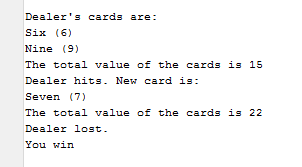 Dealer's cards are:
Six (6)
Nine (9)
The total value of the cards is 15
Dealer hits. New card is:
Seven (7)
The total value of the cards is 22
Dealer lost.
You win